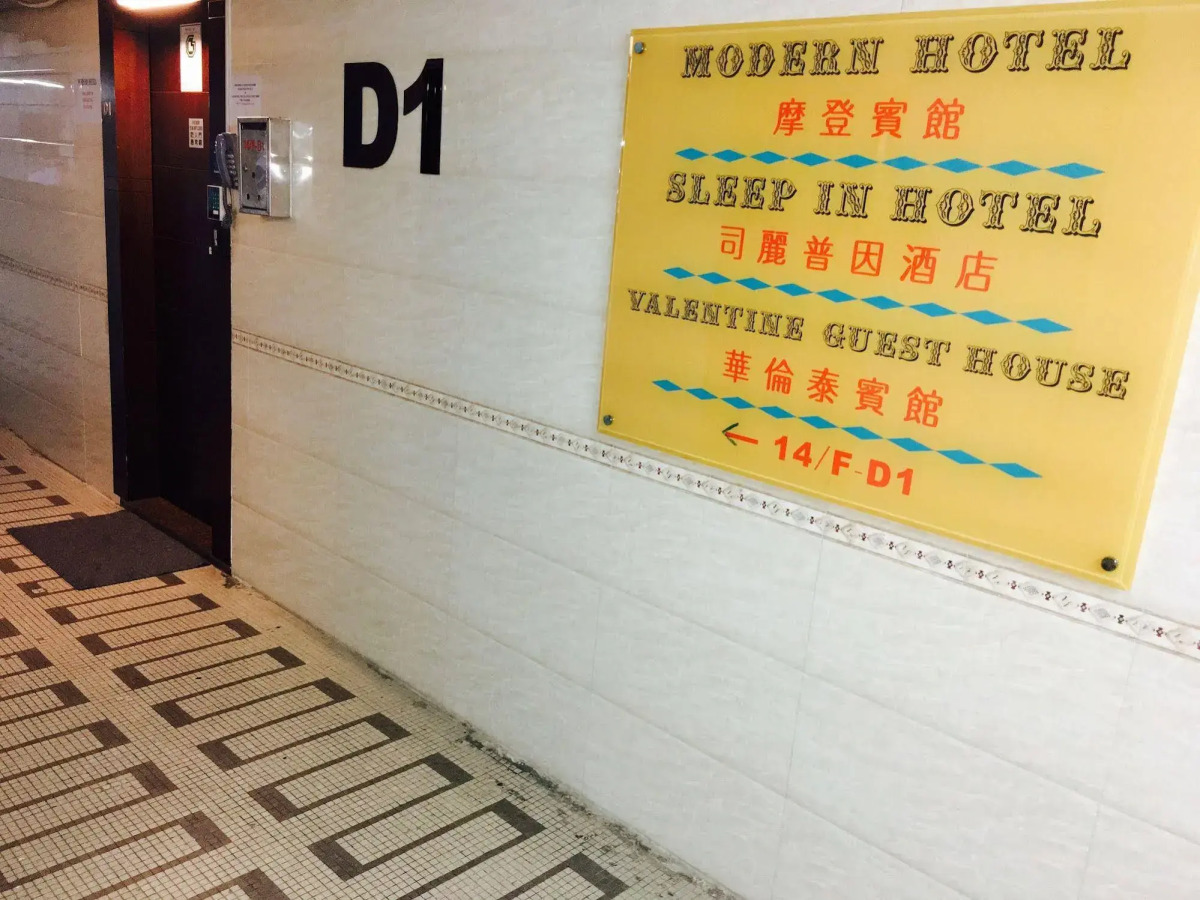 D1
MODERN HOTEL
摩登賓館
SLEEP IN HOTEL
司麗普因酒店
VALENTINE GUEST HOUSE
華倫泰賓館
← 14/F-D1